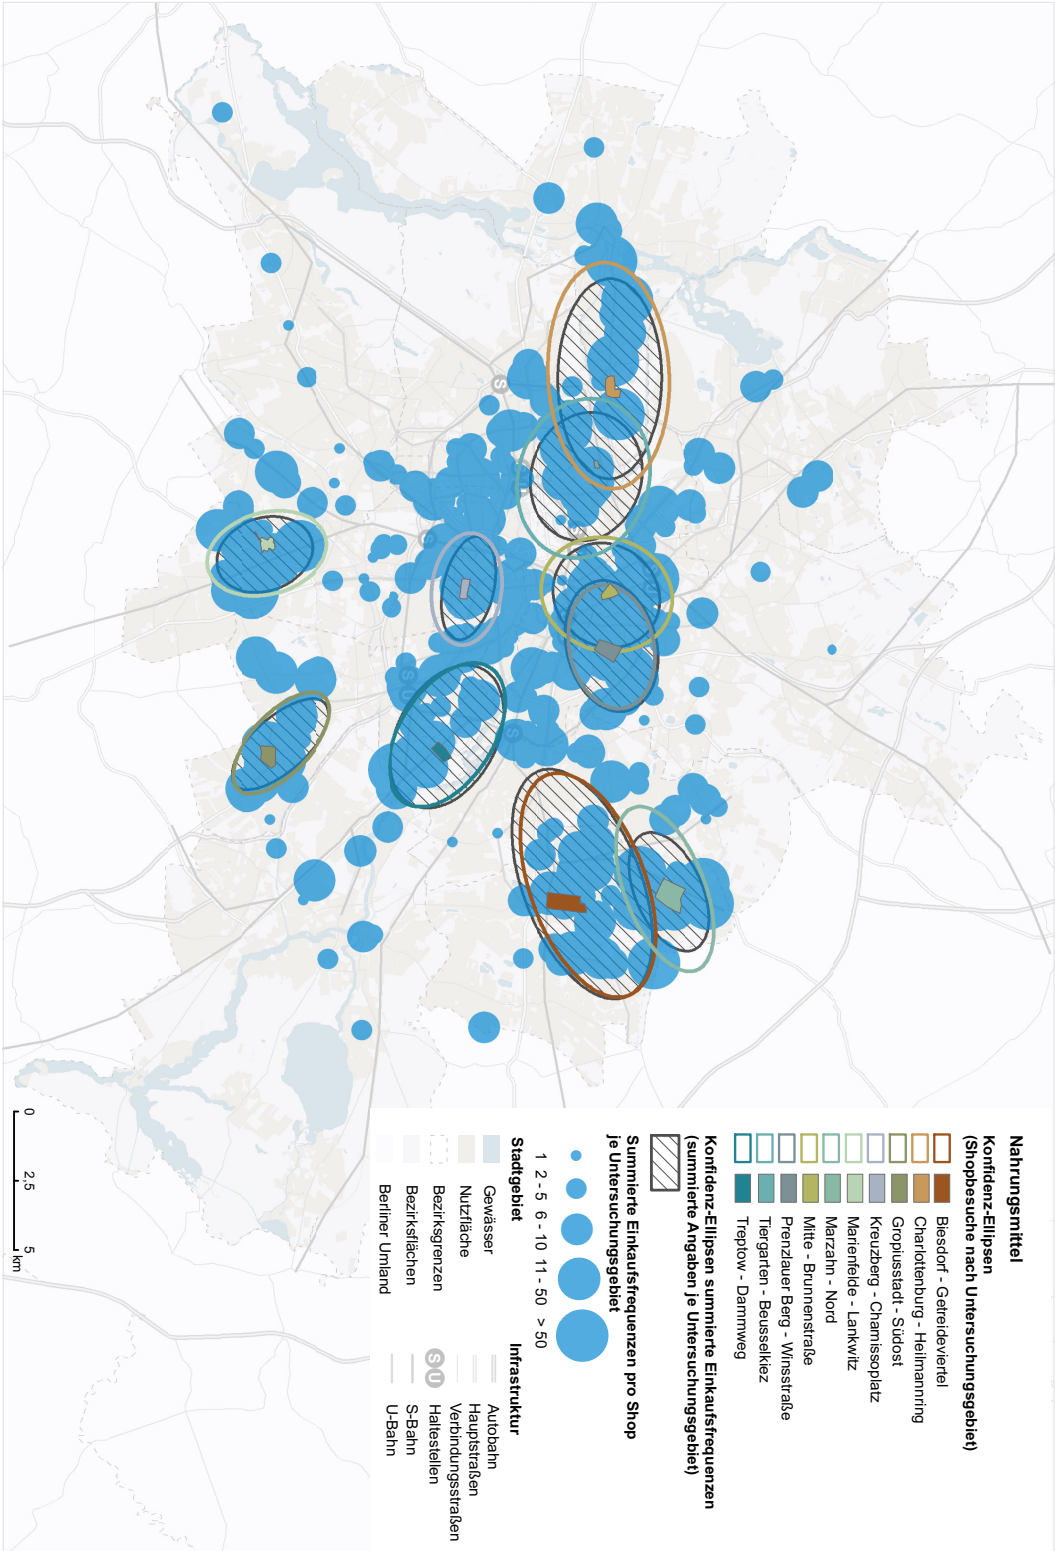 Nahrungsmittel
Konfidenz-Ellipsen
(Shopbesuche nach Untersuchungsgebiet)
Biesdorf - Getreideviertel
Charlottenburg - Heilmannring
Gropiusstadt - Südost
Kreuzberg - Chamissoplatz
Marienfelde - Lankwitz
Marzahn - Nord
Mitte - Brunnenstraße
Prenzlauer Berg - Winsstraße
Tiergarten - Beusselkiez
Treptow - Dammweg
Konfidenz-Ellipsen summierte Einkaufsfrequenzen
(summierte Angaben je Untersuchungsgebiet)
Summierte Einkaufsfrequenzen pro Shop
je Untersuchungsgebiet
1 2 - 5 6 - 10 11 - 50 > 50
Stadtgebiet
Gewässer
Nutzfläche
Bezirksgrenzen
Bezirksflächen
Berliner Umland
Infrastruktur
Autobahn
Hauptstraßen
Verbindungsstraßen
S U Haltestellen
S-Bahn
U-Bahn
0 2,5 5 km
S
S
S U
S